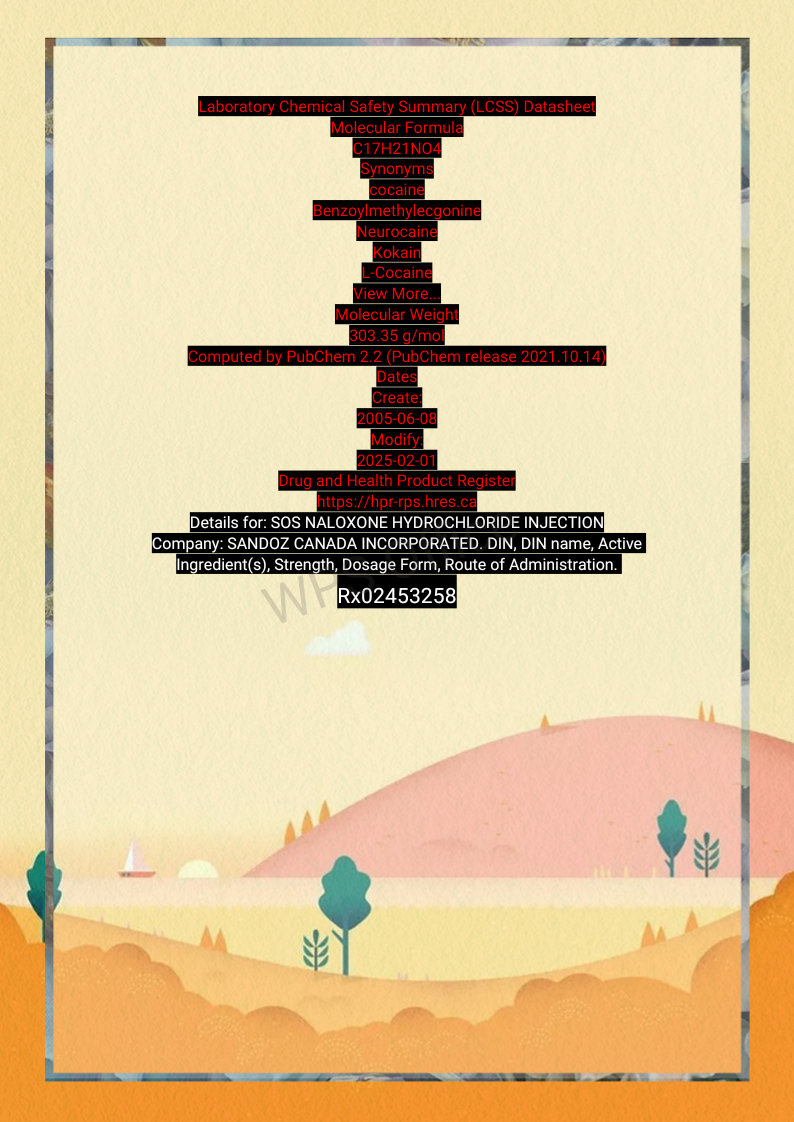 Laboratory Chemical Safety Summary (LCSS) Datasheet
Molecular Formula
C17H21NO4
Synonyms
cocaine
Benzoylmethylecgonine
Neurocaine
Kokain
L-Cocaine
View More...
Molecular Weight
303.35 g/mol
Computed by PubChem 2.2 (PubChem release 2021.10.14)
Dates
Create:
2005-06-08
Modify:
2025-02-01
Drug and Health Product Register
https://hpr-rps.hres.ca
Details for: SOS NALOXONE HYDROCHLORIDE INJECTION
Company: SANDOZ CANADA INCORPORATED. DIN, DIN name, Active
Ingredient(s), Strength, Dosage Form, Route of Administration.
Rx02453258